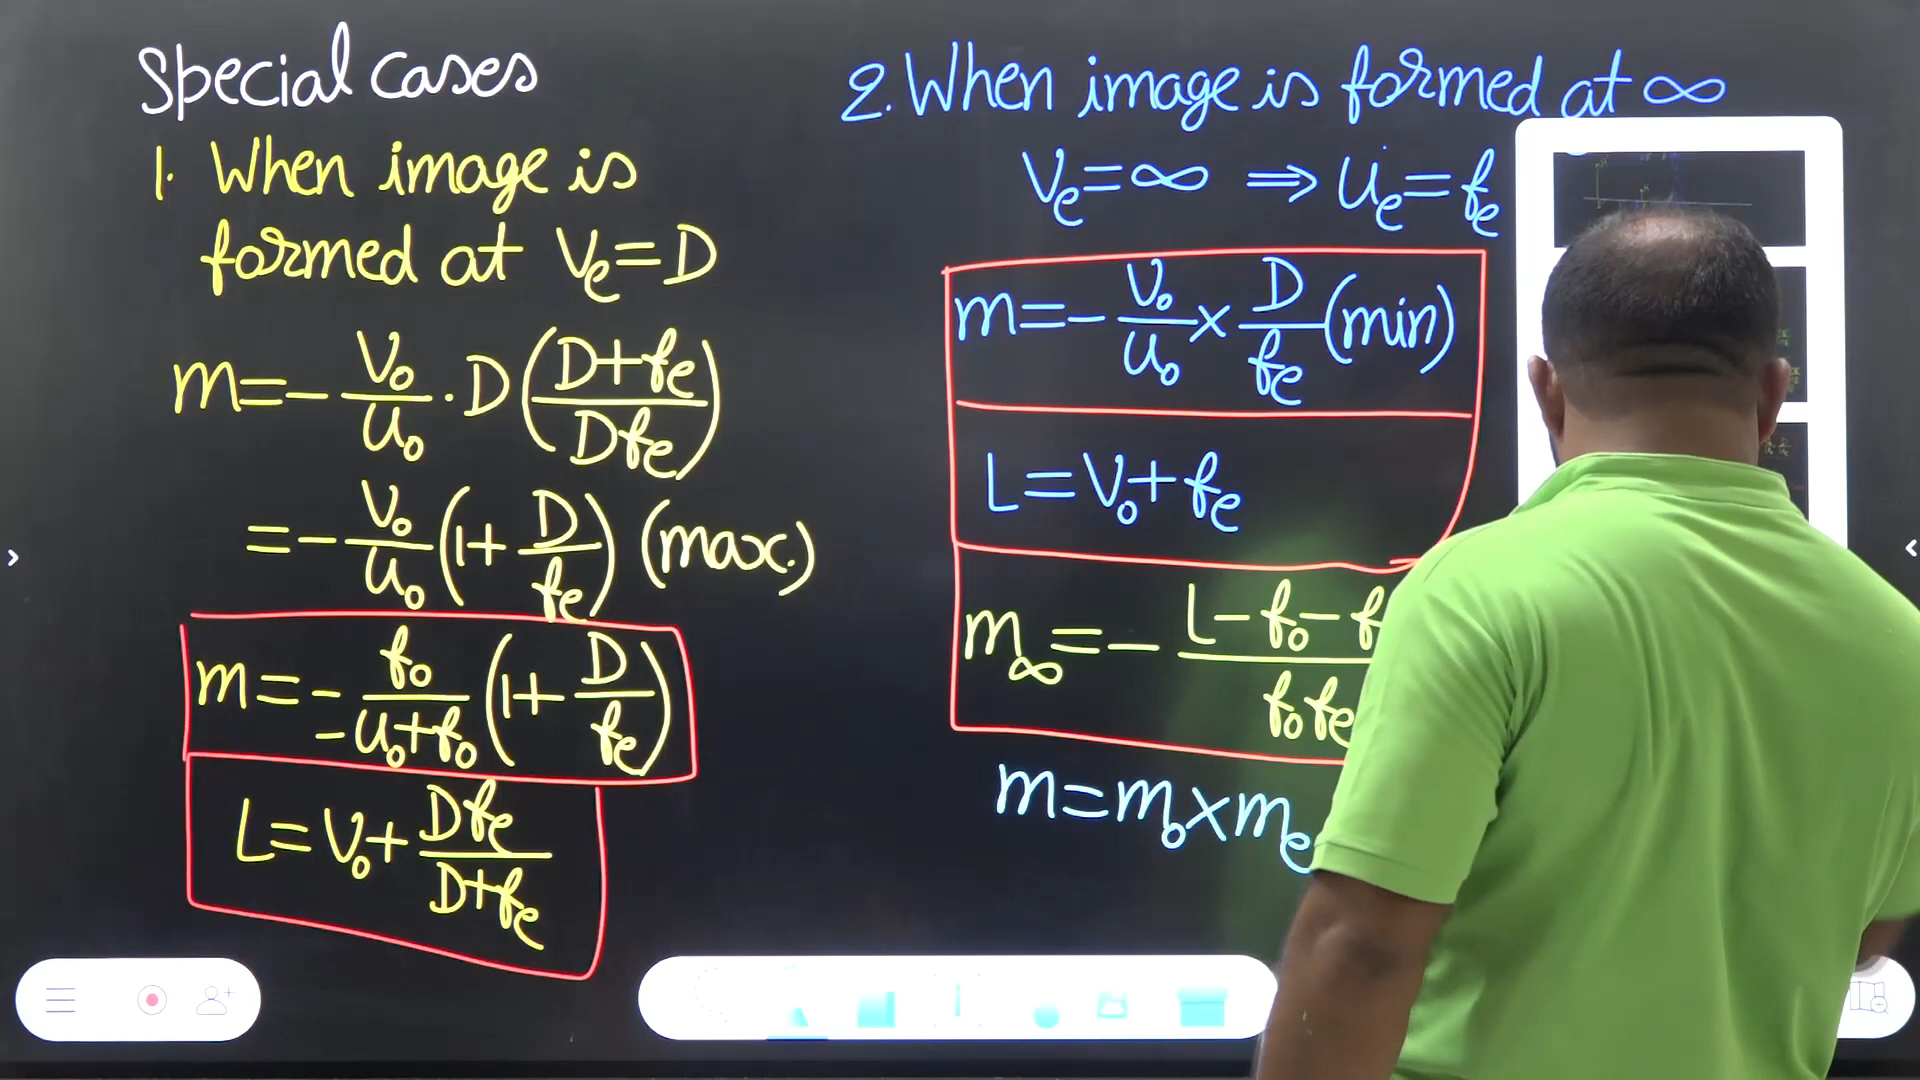 Special cases
1. When image is
formed at Ve = D
m = - Vo/Uo · D ((D+fe)/(Dfe))
= - Vo/Uo (1 + D/fe) (max.)
m = - fo/(-Uo+fo) (1 + D/fe)
L = Vo + Dfe/(D+fe)
2. When image is formed at ∞
Ve = ∞ ⇒ Ue = fe
m = - Vo/Uo × D/fe (min)
L = Vo + fe
m∞ = - (L - fo - f / fofe
m = mo × me